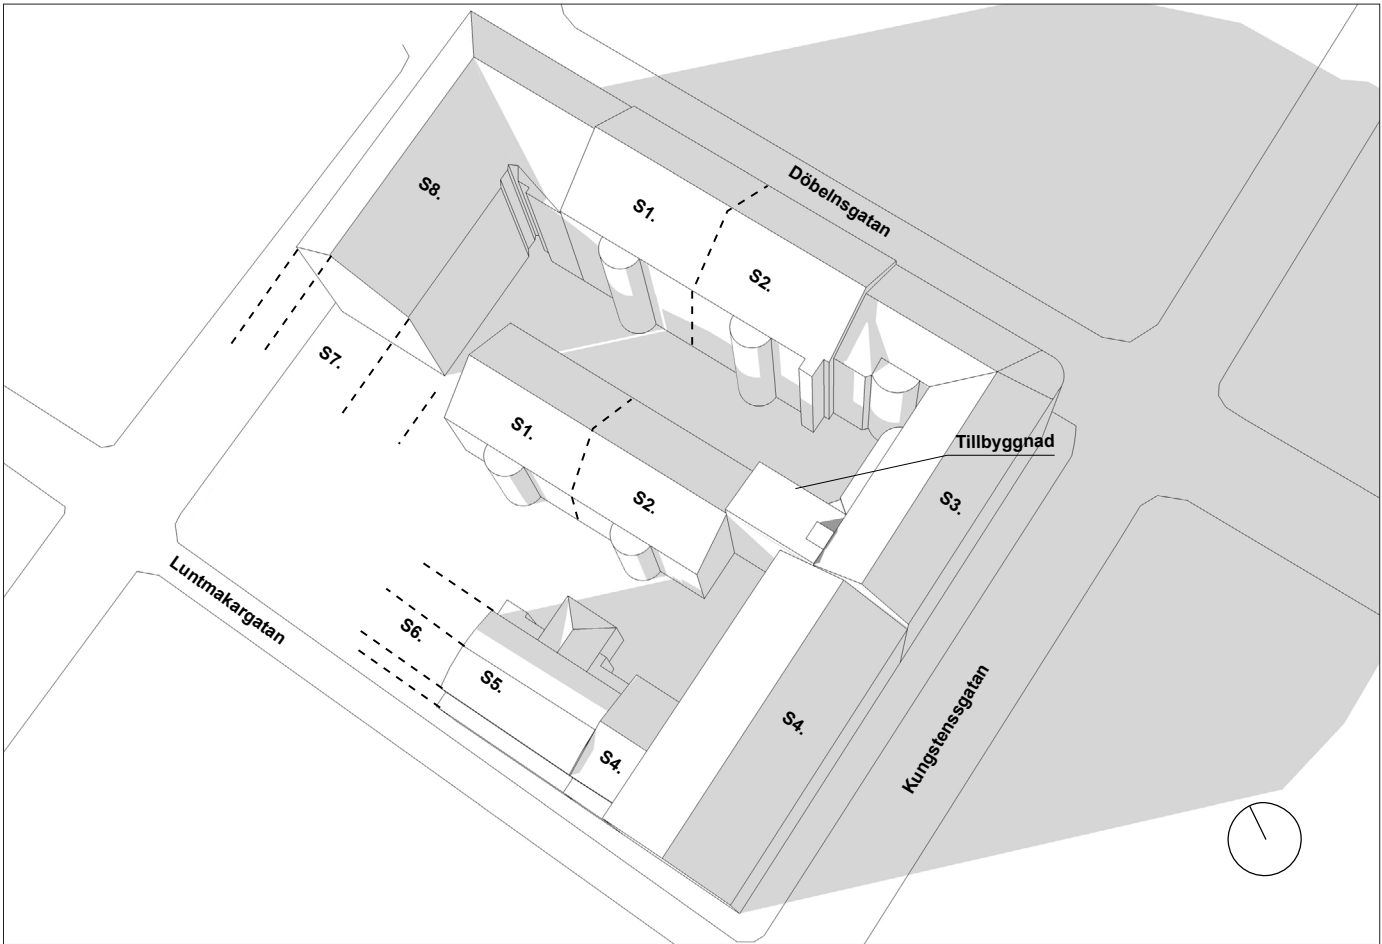 Döbelnsgatan
S8.
S1.
S2.
S7.
S1.
Tillbyggnad
S2.
S3.
Luntmakargatan
S6.
S5.
S4.
S4.
Kungstenssgatan